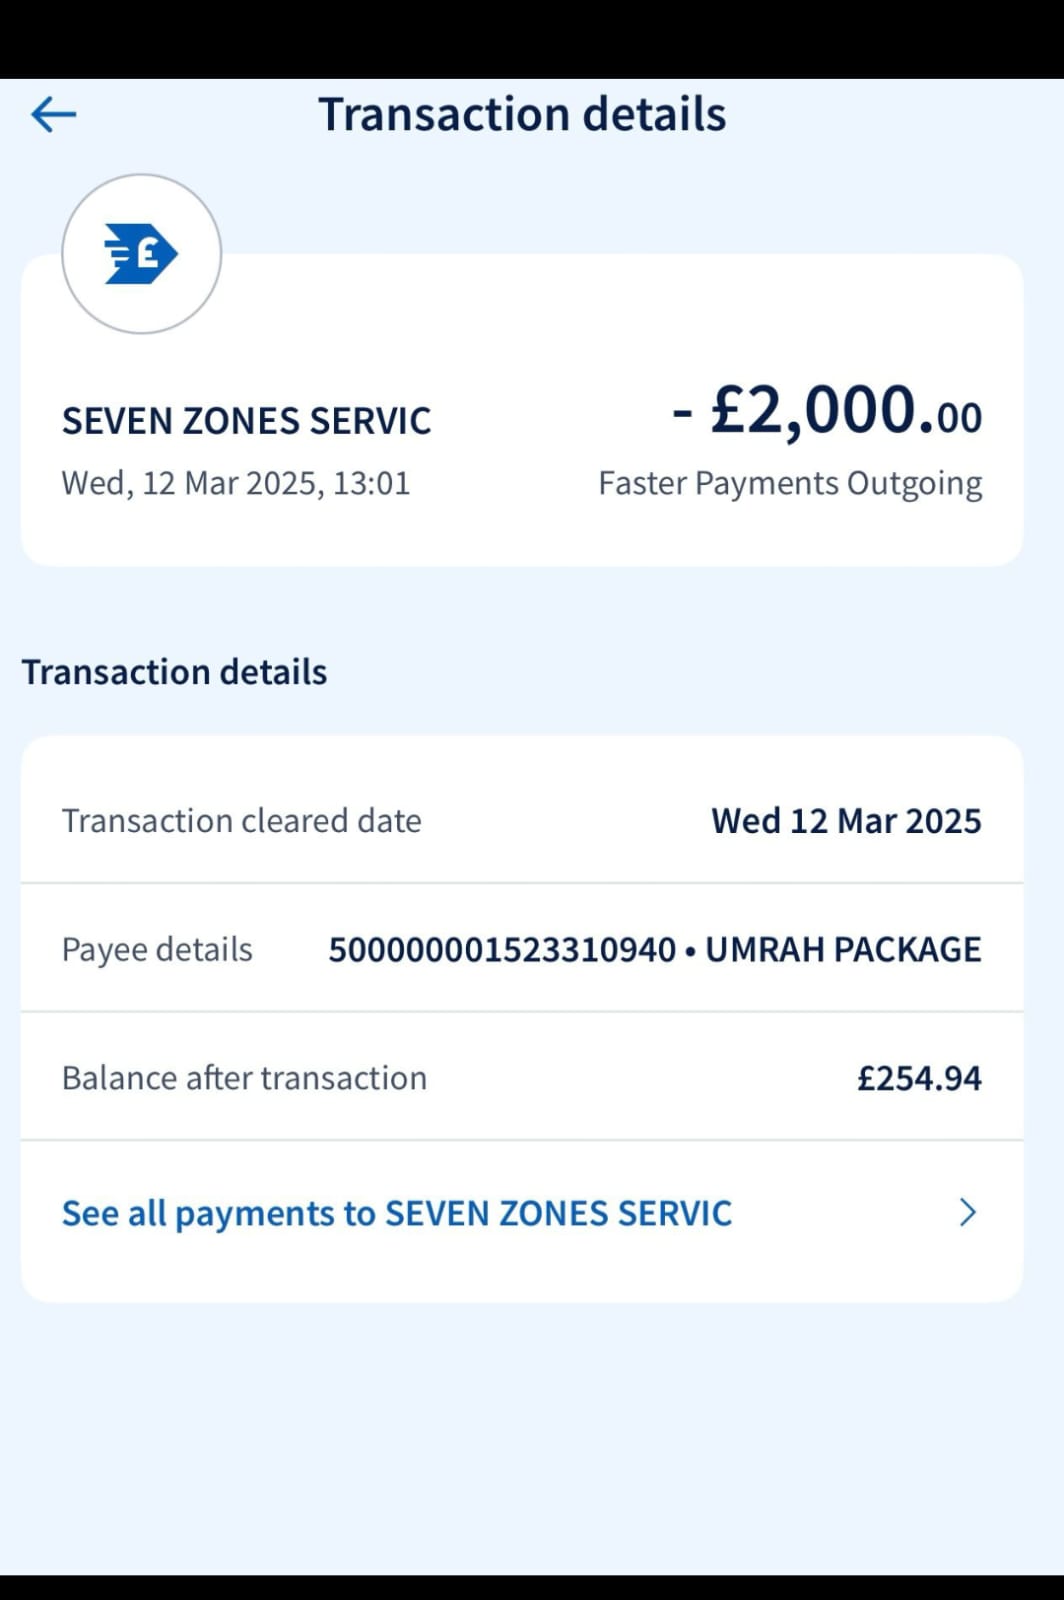 Transaction details
£
SEVEN ZONES SERVIC
- £2,000.00
Wed, 12 Mar 2025, 13:01
Faster Payments Outgoing
Transaction details
Transaction cleared date Wed 12 Mar 2025
Payee details 500000001523310940 • UMRAH PACKAGE
Balance after transaction £254.94
See all payments to SEVEN ZONES SERVIC